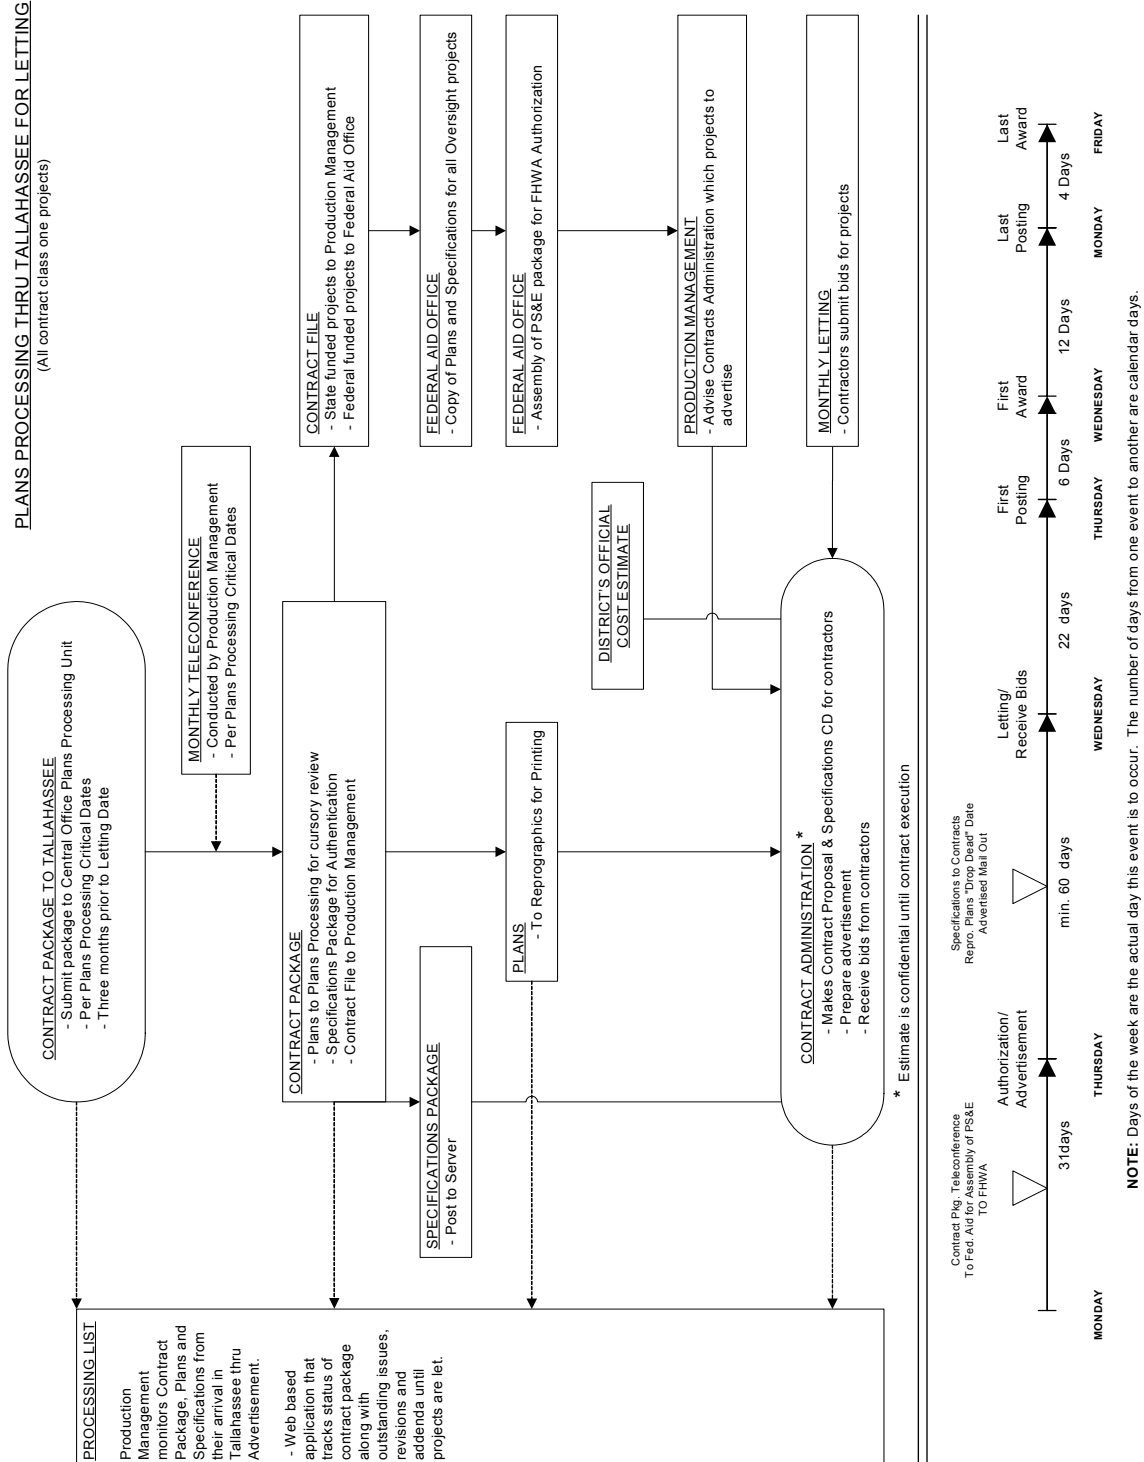 PLANS PROCESSING THRU TALLAHASSEE FOR LETTING
(All contract class one projects)
PROCESSING LIST
Production
Management
monitors Contract
Package, Plans and
Specifications from
their arrival in
Tallahassee thru
Advertisement.
- Web based
application that
tracks status of
contract package
along with
outstanding issues,
revisions and
addenda until
projects are let.
CONTRACT PACKAGE TO TALLAHASSEE
- Submit package to Central Office Plans Processing Unit
- Per Plans Processing Critical Dates
- Three months prior to Letting Date
MONTHLY TELECONFERENCE
- Conducted by Production Management
- Per Plans Processing Critical Dates
CONTRACT PACKAGE
- Plans to Plans Processing for cursory review
- Specifications Package for Authentication
- Contract File to Production Management
CONTRACT FILE
- State funded projects to Production Management
- Federal funded projects to Federal Aid Office
SPECIFICATIONS PACKAGE
- Post to Server
FEDERAL AID OFFICE
- Copy of Plans and Specifications for all Oversight projects
PLANS
- To Reprographics for Printing
FEDERAL AID OFFICE
- Assembly of PS&E package for FHWA Authorization
DISTRICT'S OFFICIAL
COST ESTIMATE
PRODUCTION MANAGEMENT
- Advise Contracts Administration which projects to
advertise
CONTRACT ADMINISTRATION *
- Makes Contract Proposal & Specifications CD for contractors
- Prepare advertisement
- Receive bids from contractors
MONTHLY LETTING
- Contractors submit bids for projects
* Estimate is confidential until contract execution
Contract Pkg. Teleconference
To Fed. Aid for Assembly of PS&E
TO FHWA
Authorization/
Advertisement
Specifications to Contracts
Repro. Plans "Drop Dead" Date
Advertised Mail Out
Letting/
Receive Bids
First
Posting
First
Award
Last
Posting
Last
Award
31days
min. 60 days
22 days
6 Days
12 Days
4 Days
MONDAY
THURSDAY
WEDNESDAY
THURSDAY
WEDNESDAY
MONDAY
FRIDAY
NOTE: Days of the week are the actual day this event is to occur. The number of days from one event to another are calendar days.